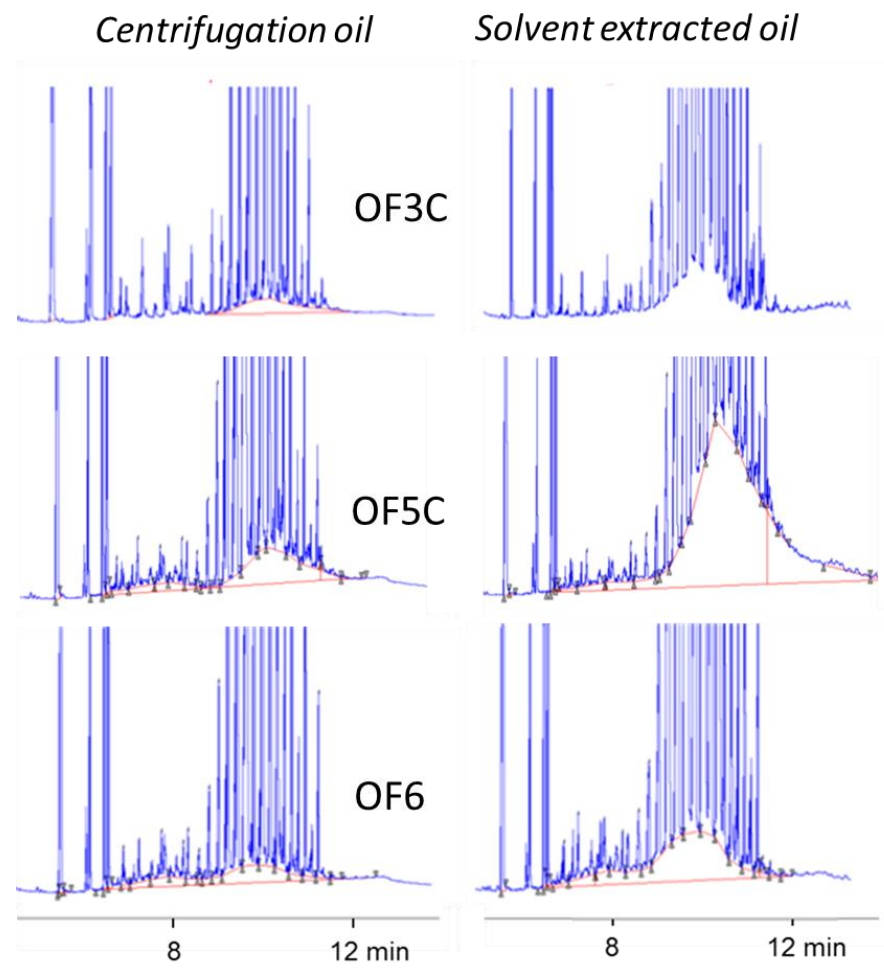 Centrifugation oil
Solvent extracted oil
OF3C
OF5C
OF6
8
12 min
8
12 min